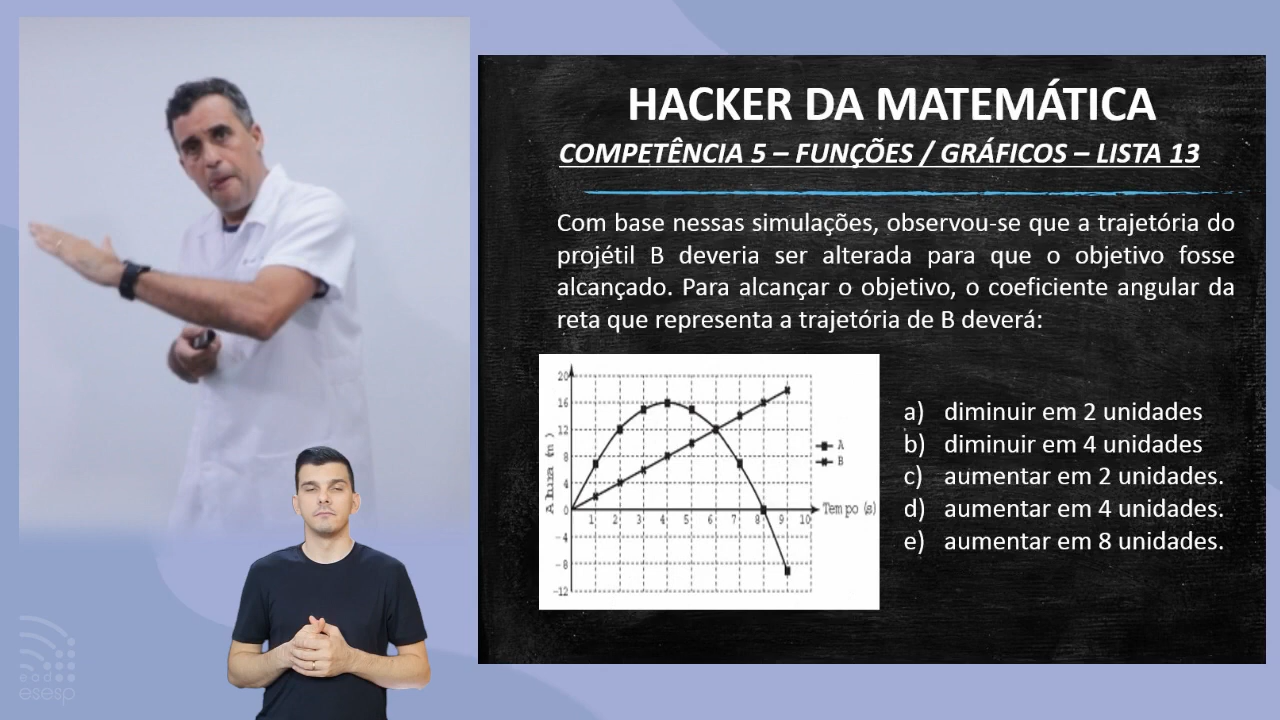 HACKER DA MATEMÁTICA
COMPETÊNCIA 5 – FUNÇÕES / GRÁFICOS – LISTA 13
Com base nessas simulações, observou-se que a trajetória do
projétil B deveria ser alterada para que o objetivo fosse
alcançado. Para alcançar o objetivo, o coeficiente angular da
reta que representa a trajetória de B deverá:
20
16
12
8
4
0
-4
-8
-12
Altura (m)
1 2 3 4 5 6 7 8 9 10
Tempo (s)
A
B
a) diminuir em 2 unidades
b) diminuir em 4 unidades
c) aumentar em 2 unidades.
d) aumentar em 4 unidades.
e) aumentar em 8 unidades.
ead
esesp